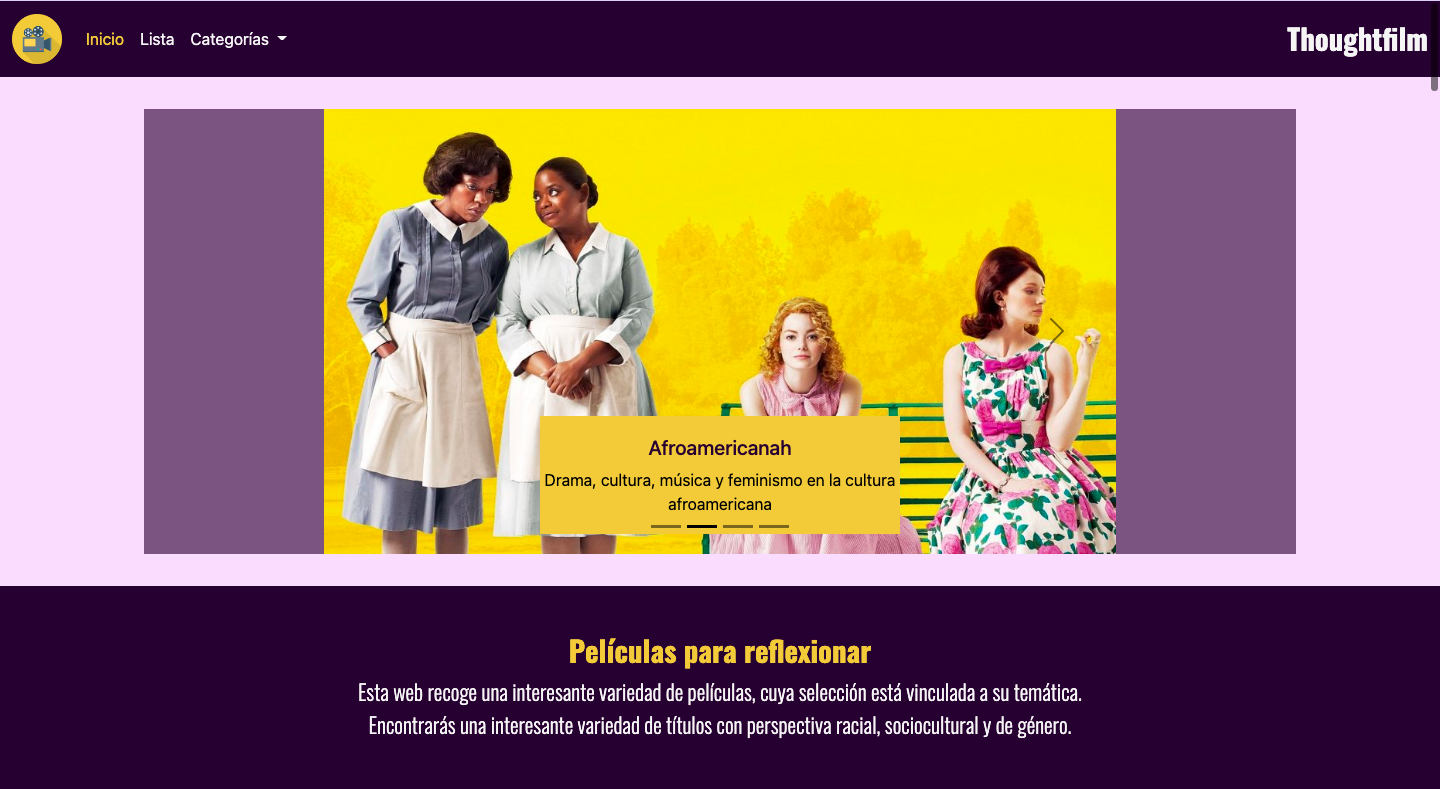 Inicio Lista Categorías
Thoughtfilm
Afroamericanah
Drama, cultura, música y feminismo en la cultura
afroamericana
Películas para reflexionar
Esta web recoge una interesante variedad de películas, cuya selección está vinculada a su temática.
Encontrarás una interesante variedad de títulos con perspectiva racial, sociocultural y de género.